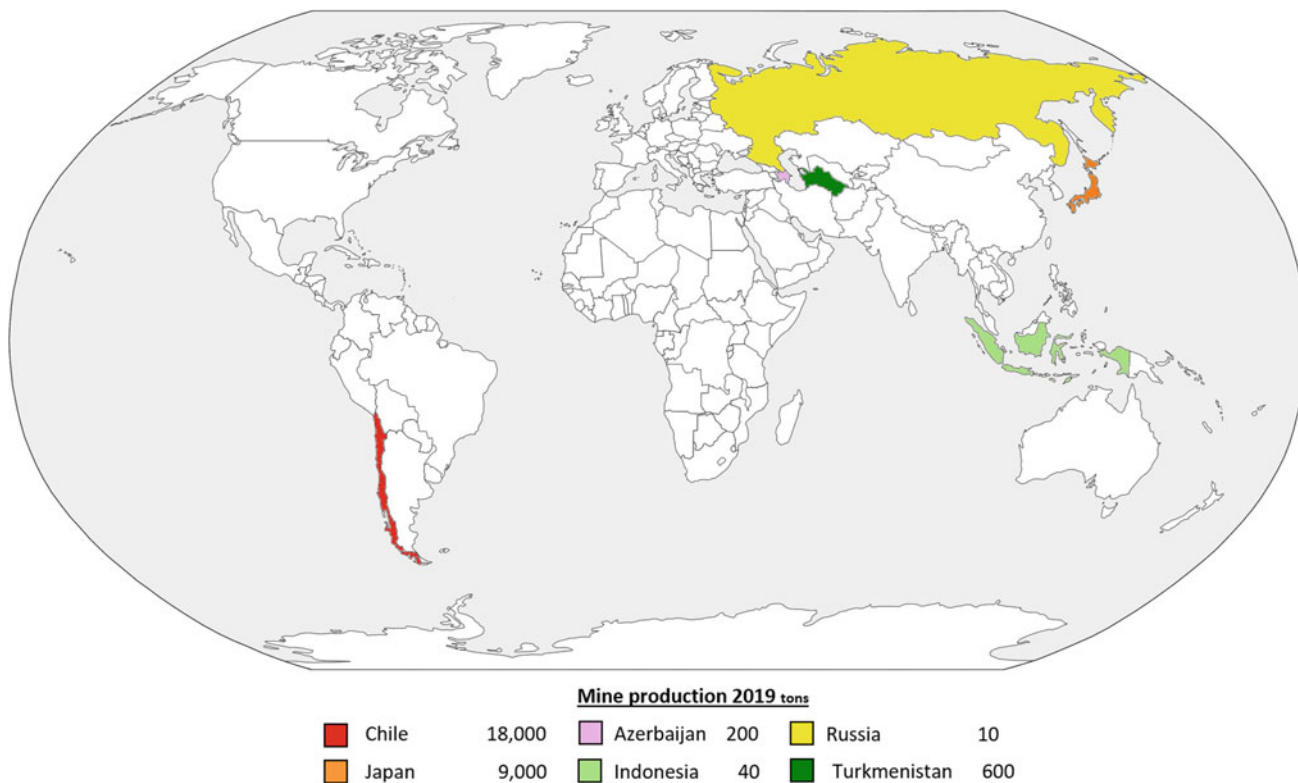 Mine production 2019 tons
Chile 18,000 Azerbaijan 200 Russia 10
Japan 9,000 Indonesia 40 Turkmenistan 600